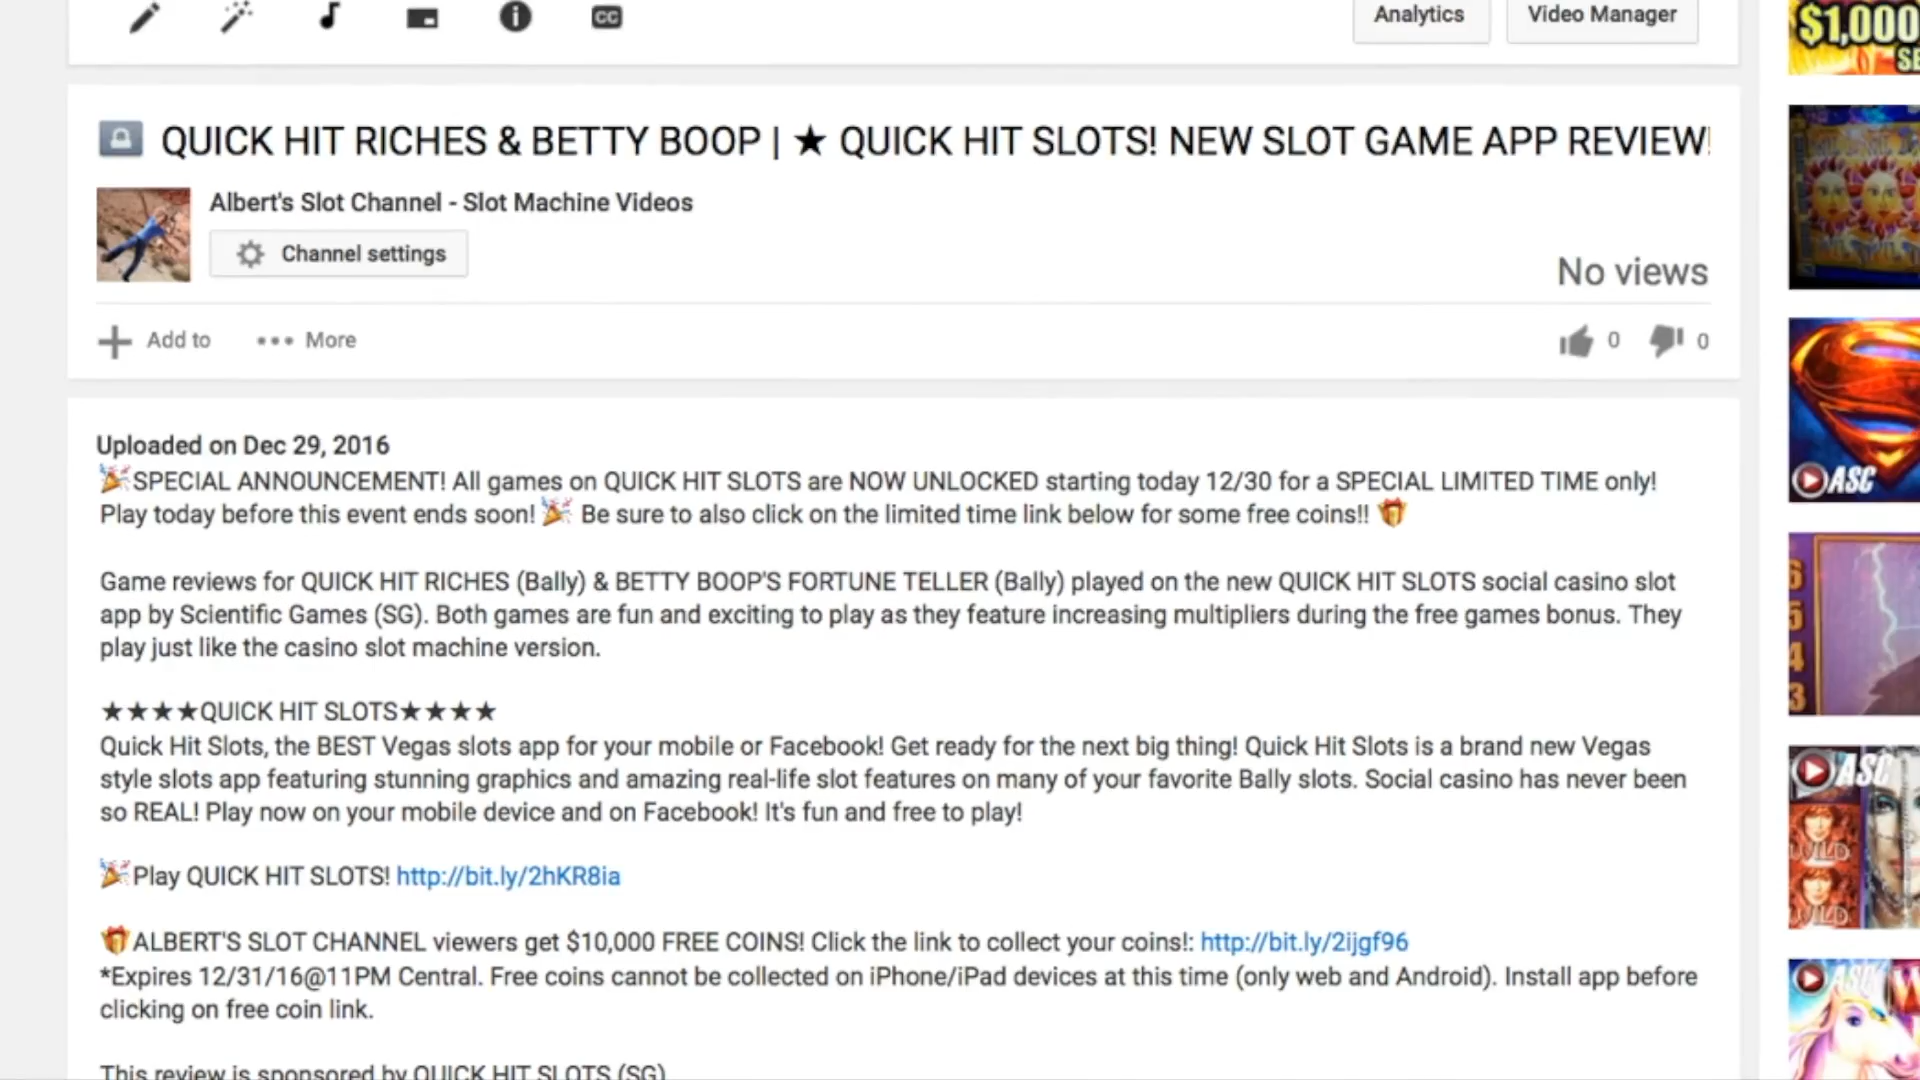 CC
Analytics
Video Manager
$1,000
QUICK HIT RICHES & BETTY BOOP | ★ QUICK HIT SLOTS! NEW SLOT GAME APP REVIEW!
Albert's Slot Channel - Slot Machine Videos
Channel settings
No views
Add to
More
0
0
Uploaded on Dec 29, 2016
🎉SPECIAL ANNOUNCEMENT! All games on QUICK HIT SLOTS are NOW UNLOCKED starting today 12/30 for a SPECIAL LIMITED TIME only!
Play today before this event ends soon! 🎉 Be sure to also click on the limited time link below for some free coins!! 🎁
Game reviews for QUICK HIT RICHES (Bally) & BETTY BOOP'S FORTUNE TELLER (Bally) played on the new QUICK HIT SLOTS social casino slot
app by Scientific Games (SG). Both games are fun and exciting to play as they feature increasing multipliers during the free games bonus. They
play just like the casino slot machine version.
★★★★QUICK HIT SLOTS★★★★
Quick Hit Slots, the BEST Vegas slots app for your mobile or Facebook! Get ready for the next big thing! Quick Hit Slots is a brand new Vegas
style slots app featuring stunning graphics and amazing real-life slot features on many of your favorite Bally slots. Social casino has never been
so REAL! Play now on your mobile device and on Facebook! It's fun and free to play!
🎉Play QUICK HIT SLOTS! http://bit.ly/2hKR8ia
🎁ALBERT'S SLOT CHANNEL viewers get $10,000 FREE COINS! Click the link to collect your coins!: http://bit.ly/2ijgf96
*Expires 12/31/16@11PM Central. Free coins cannot be collected on iPhone/iPad devices at this time (only web and Android). Install app before
clicking on free coin link.
This review is sponsored by QUICK HIT SLOTS (SG)
ASC
6
5
4
3
ASC
WILD
WILD
ASC